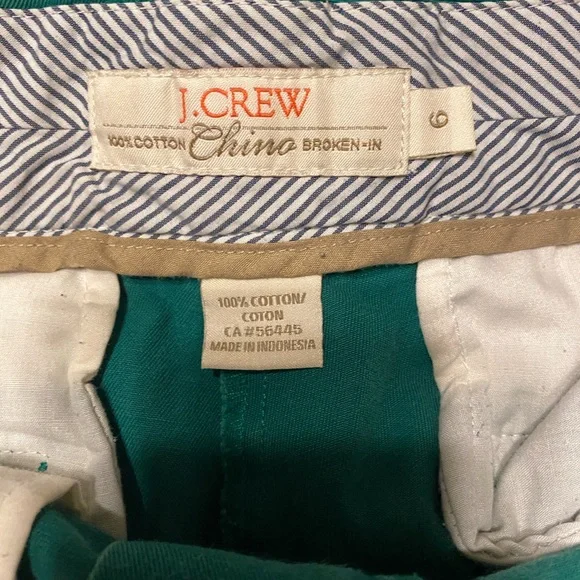 J.CREW
100% COTTON Chino BROKEN-IN
6
100% COTTON/
COTON
CA #56445
MADE IN INDONESIA